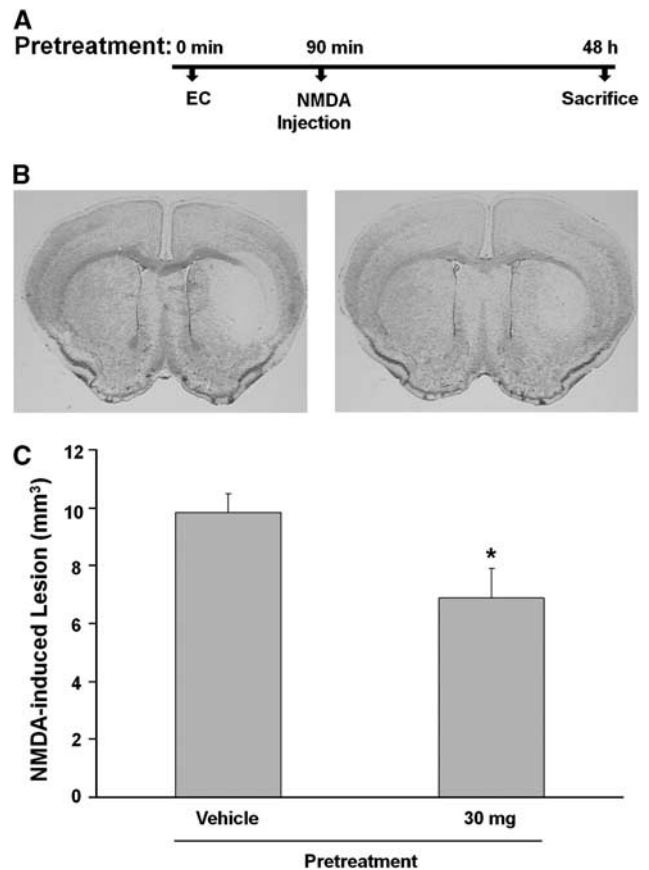 A
Pretreatment: 0 min 90 min 48 h
EC NMDA Sacrifice
Injection
B
C
NMDA-induced Lesion (mm³)
12
10
8
6
4
2
0
*
Vehicle 30 mg
Pretreatment